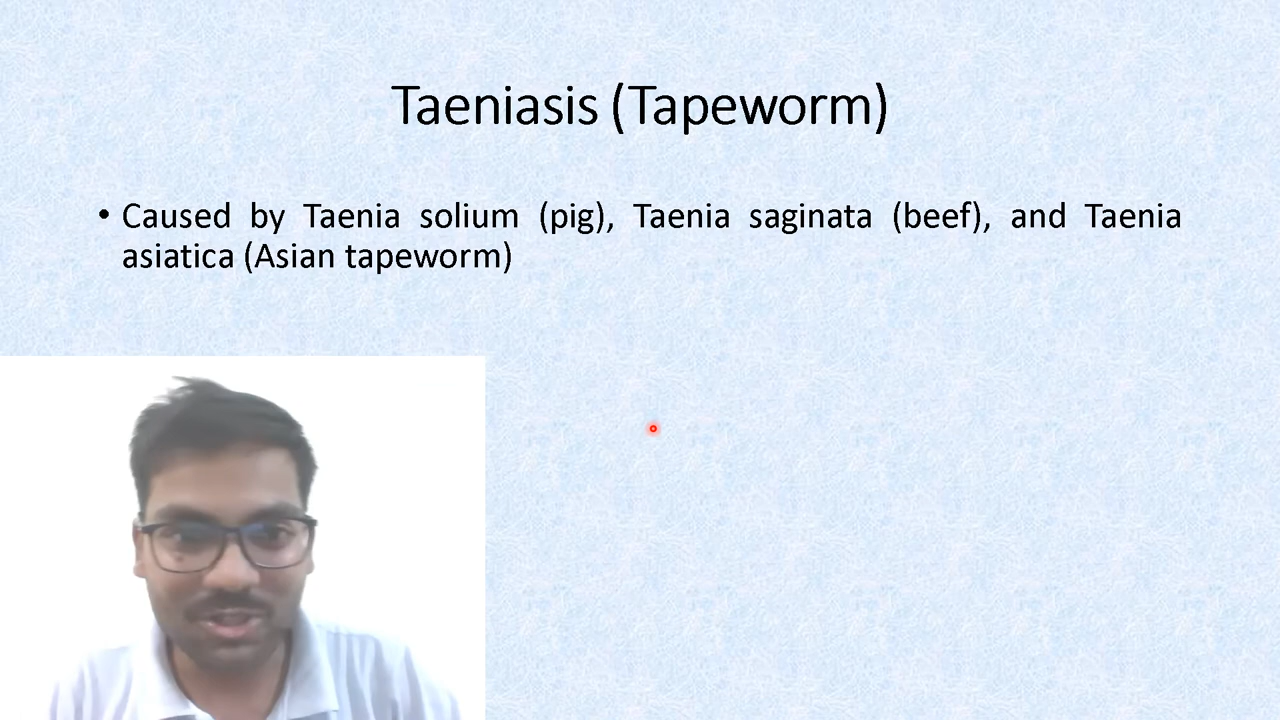 Taeniasis (Tapeworm)
• Caused by Taenia solium (pig), Taenia saginata (beef), and Taenia
asiatica (Asian tapeworm)